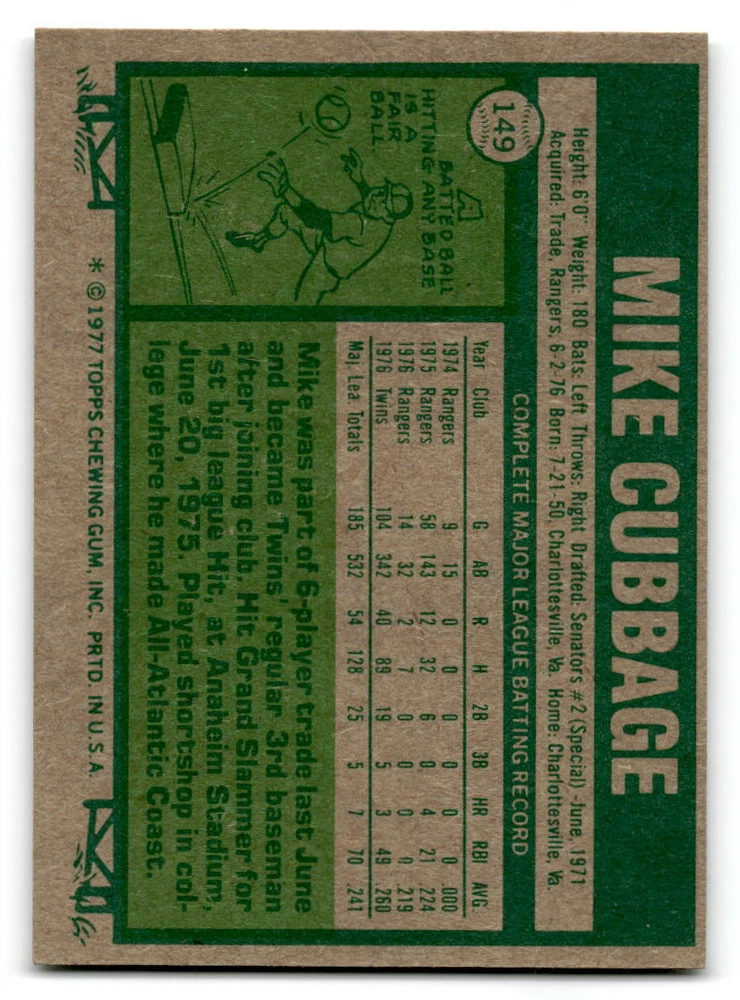 149
MIKE CUBBAGE
Height: 6'0" Weight: 180 Bats: Left Throws: Right Drafted: Senators #2 (Special) -June, 1971
Acquired: Trade, Rangers, 6-2-76 Born: 7-21-50, Charlottesville, Va. Home: Charlottesville, Va.
COMPLETE MAJOR LEAGUE BATTING RECORD
Year Club G AB R H 2B 3B HR RBI AVG
1974 Rangers 9 15 0 0 0 0 0 0 .000
1975 Rangers 58 143 12 32 6 0 4 21 .224
1976 Rangers 14 32 2 7 0 0 0 0 .219
1976 Twins 104 342 40 89 19 5 3 49 .260
Maj. Lea. Totals 185 532 54 128 25 5 7 70 .241
A
BATTED BALL
HITTING ANY BASE
IS A
FAIR
BALL.
Mike was part of 6-player trade last June
and became Twins' regular 3rd baseman
after joining club. Hit Grand Slammer for
1st big league Hit, at Anaheim Stadium,
June 20, 1975. Played shortshop in col-
lege where he made All-Atlantic Coast.
* © 1977 TOPPS CHEWING GUM, INC. PRTD. IN U.S.A.